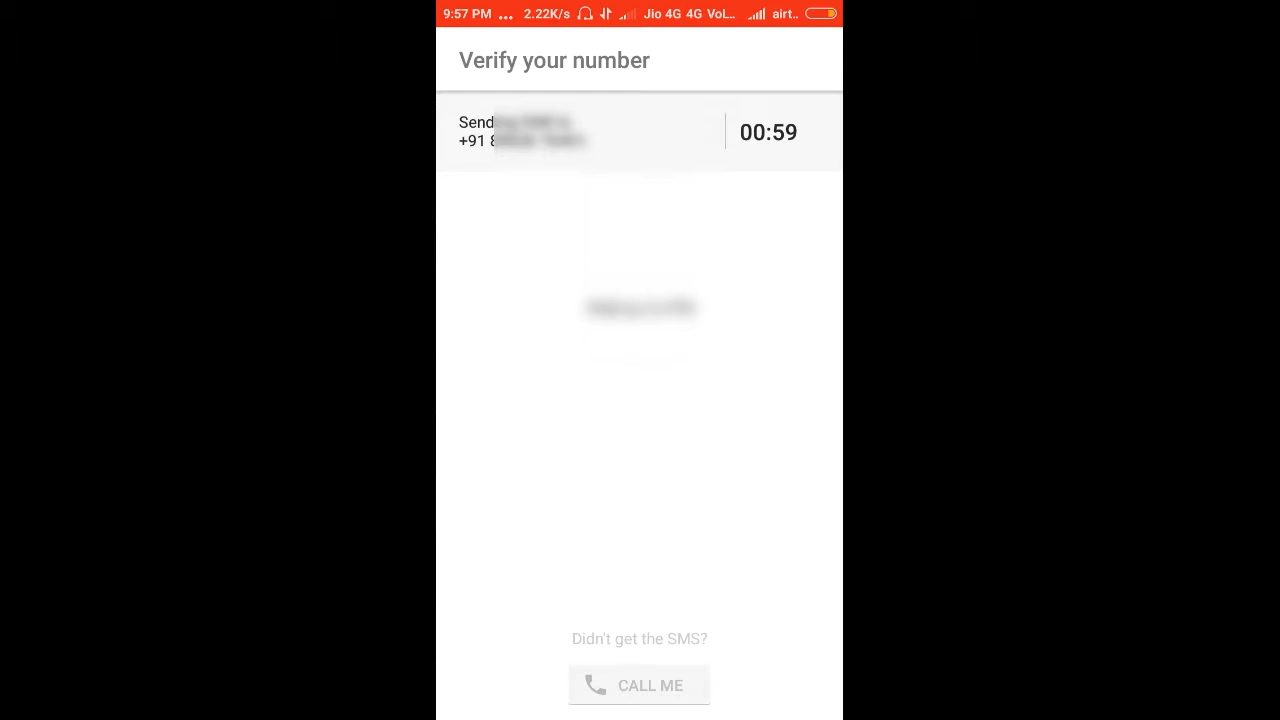 9:57 PM ... 2.22K/s Jio 4G 4G VoL.. airt..
Verify your number
+91
00:59
Didn't get the SMS?
CALL ME